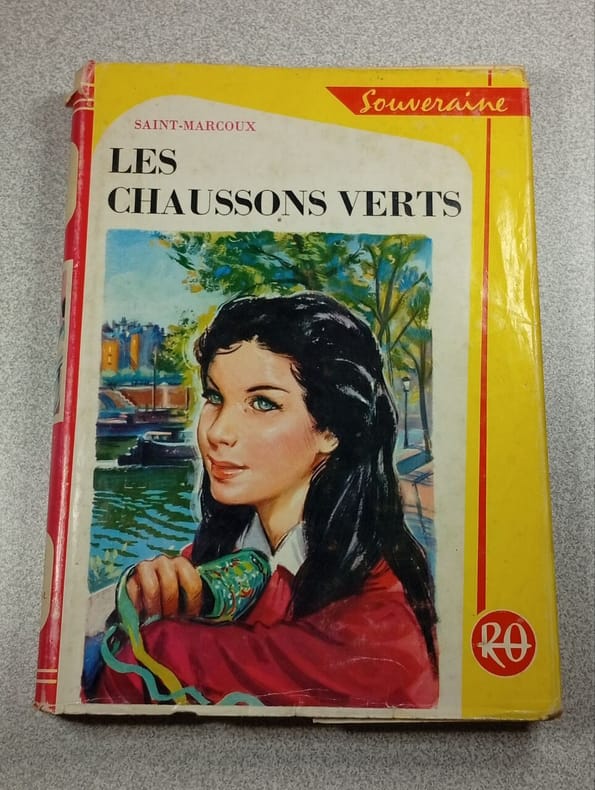 Souveraine
SAINT-MARCOUX
LES
CHAUSSONS VERTS
RO